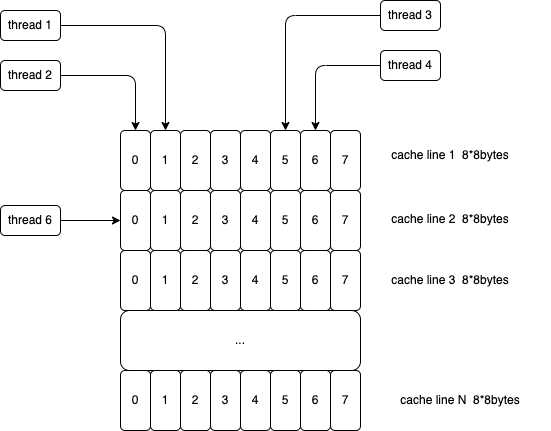 thread 1
thread 3
thread 2
thread 4
0 1 2 3 4 5 6 7 cache line 1 8*8bytes
thread 6
0 1 2 3 4 5 6 7 cache line 2 8*8bytes
0 1 2 3 4 5 6 7 cache line 3 8*8bytes
...
0 1 2 3 4 5 6 7 cache line N 8*8bytes